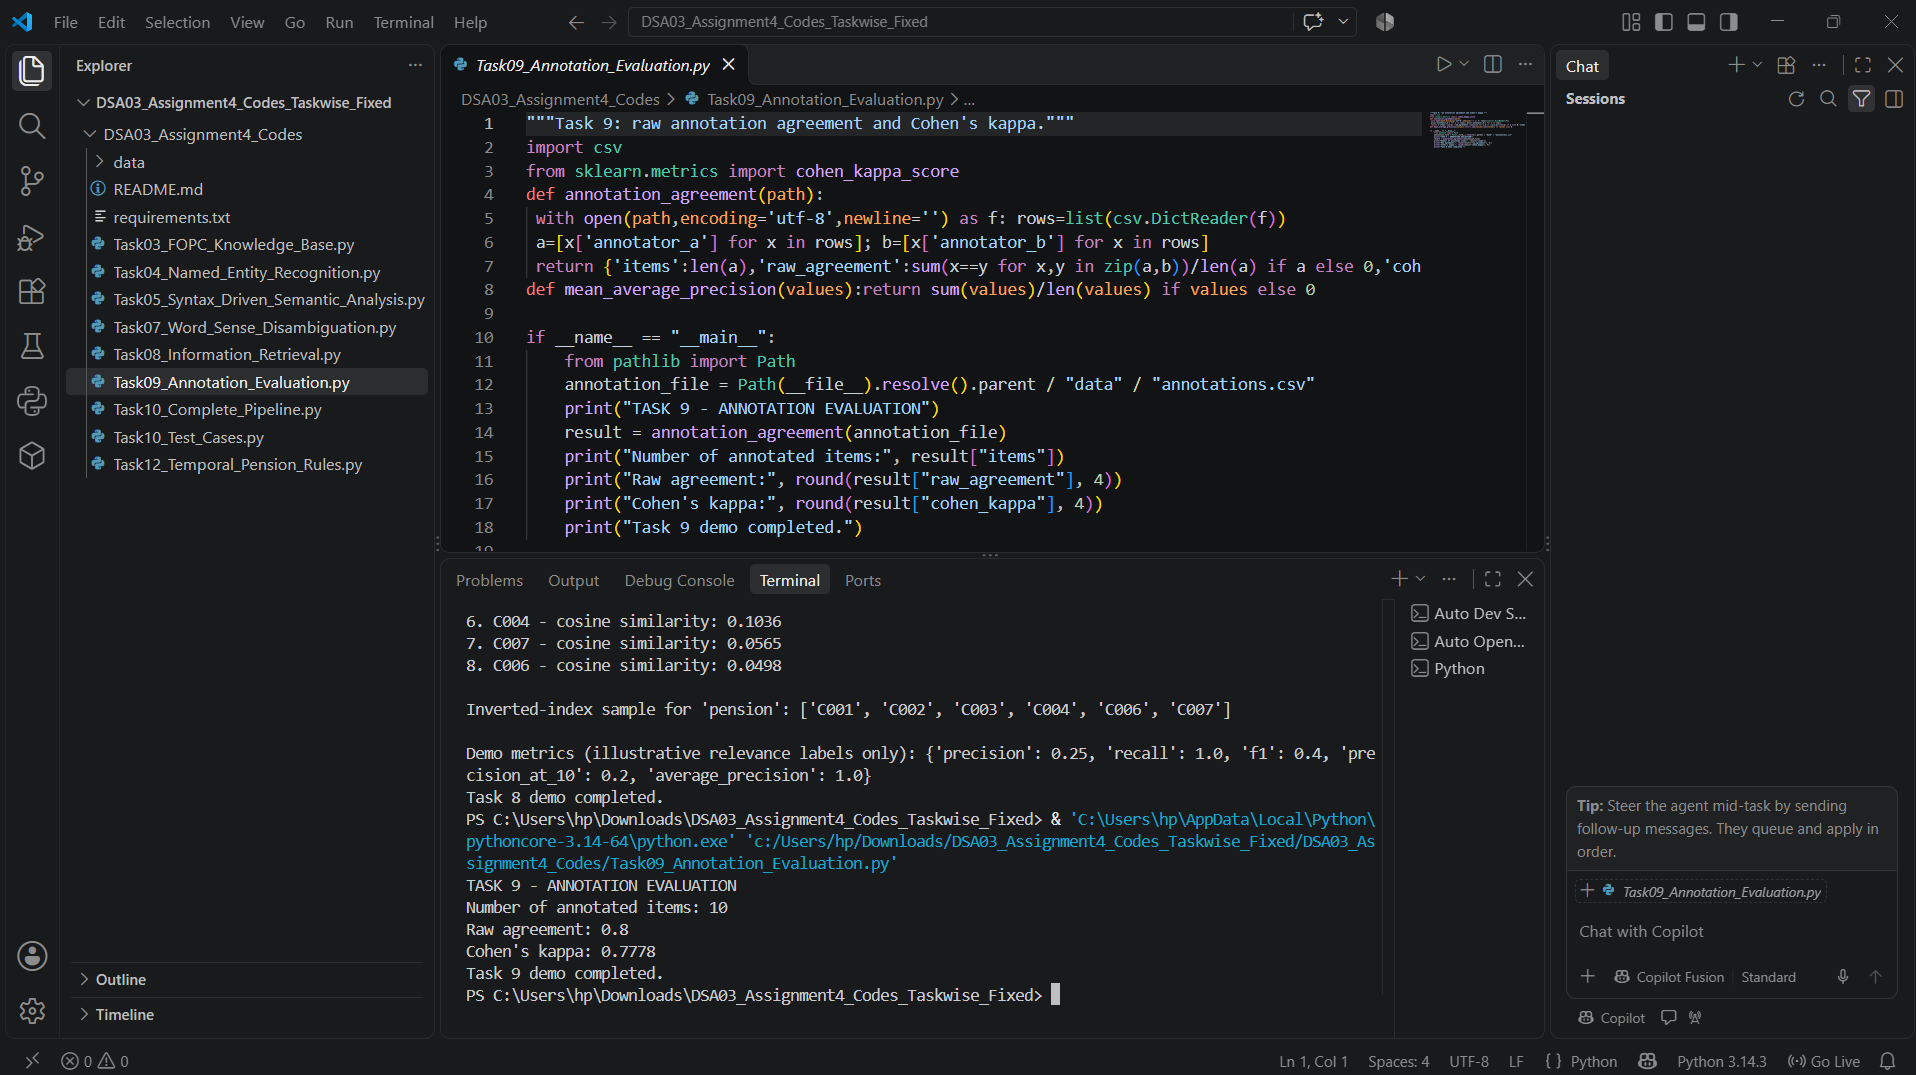 File Edit Selection View Go Run Terminal Help
DSA03_Assignment4_Codes_Taskwise_Fixed
Explorer
DSA03_Assignment4_Codes_Taskwise_Fixed
DSA03_Assignment4_Codes
data
README.md
requirements.txt
Task03_FOPC_Knowledge_Base.py
Task04_Named_Entity_Recognition.py
Task05_Syntax_Driven_Semantic_Analysis.py
Task07_Word_Sense_Disambiguation.py
Task08_Information_Retrieval.py
Task09_Annotation_Evaluation.py
Task10_Complete_Pipeline.py
Task10_Test_Cases.py
Task12_Temporal_Pension_Rules.py
Outline
Timeline
Task09_Annotation_Evaluation.py
DSA03_Assignment4_Codes > Task09_Annotation_Evaluation.py > ...
1 """Task 9: raw annotation agreement and Cohen's kappa."""
2 import csv
3 from sklearn.metrics import cohen_kappa_score
4 def annotation_agreement(path):
5 with open(path,encoding='utf-8',newline='') as f: rows=list(csv.DictReader(f))
6 a=[x['annotator_a'] for x in rows]; b=[x['annotator_b'] for x in rows]
7 return {'items':len(a),'raw_agreement':sum(x==y for x,y in zip(a,b))/len(a) if a else 0,'coh
8 def mean_average_precision(values):return sum(values)/len(values) if values else 0
9
10 if __name__ == "__main__":
11 from pathlib import Path
12 annotation_file = Path(__file__).resolve().parent / "data" / "annotations.csv"
13 print("TASK 9 - ANNOTATION EVALUATION")
14 result = annotation_agreement(annotation_file)
15 print("Number of annotated items:", result["items"])
16 print("Raw agreement:", round(result["raw_agreement"], 4))
17 print("Cohen's kappa:", round(result["cohen_kappa"], 4))
18 print("Task 9 demo completed.")
19
Problems Output Debug Console Terminal Ports
6. C004 - cosine similarity: 0.1036
7. C007 - cosine similarity: 0.0565
8. C006 - cosine similarity: 0.0498
Inverted-index sample for 'pension': ['C001', 'C002', 'C003', 'C004', 'C006', 'C007']
Demo metrics (illustrative relevance labels only): {'precision': 0.25, 'recall': 1.0, 'f1': 0.4, 'pre
cision_at_10': 0.2, 'average_precision': 1.0}
Task 8 demo completed.
PS C:\Users\hp\Downloads\DSA03_Assignment4_Codes_Taskwise_Fixed> & 'C:\Users\hp\AppData\Local\Python\
pythoncore-3.14-64\python.exe' 'c:/Users/hp/Downloads/DSA03_Assignment4_Codes_Taskwise_Fixed/DSA03_As
signment4_Codes/Task09_Annotation_Evaluation.py'
TASK 9 - ANNOTATION EVALUATION
Number of annotated items: 10
Raw agreement: 0.8
Cohen's kappa: 0.7778
Task 9 demo completed.
PS C:\Users\hp\Downloads\DSA03_Assignment4_Codes_Taskwise_Fixed>
Auto Dev S...
Auto Open...
Python
Chat
Sessions
Tip: Steer the agent mid-task by sending
follow-up messages. They queue and apply in
order.
Task09_Annotation_Evaluation.py
Chat with Copilot
Copilot Fusion Standard
Copilot
0 0
Ln 1, Col 1 Spaces: 4 UTF-8 LF { } Python Python 3.14.3 Go Live